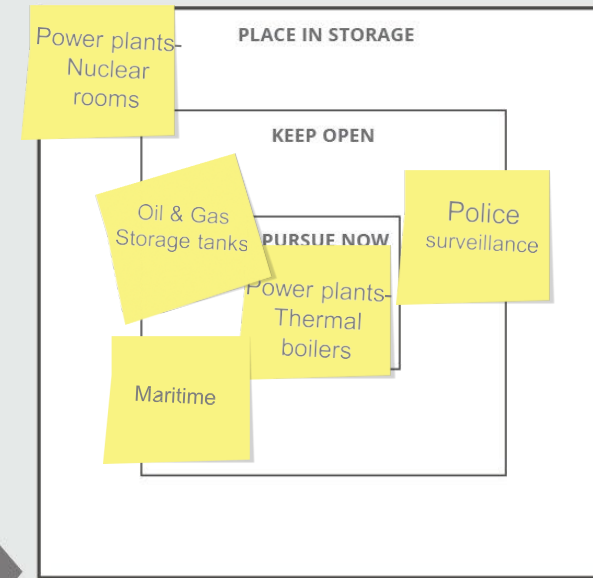 PLACE IN STORAGE
Power plants-
Nuclear
rooms
KEEP OPEN
Oil & Gas
Storage tanks
Police
surveillance
PURSUE NOW
Power plants-
Thermal
boilers
Maritime